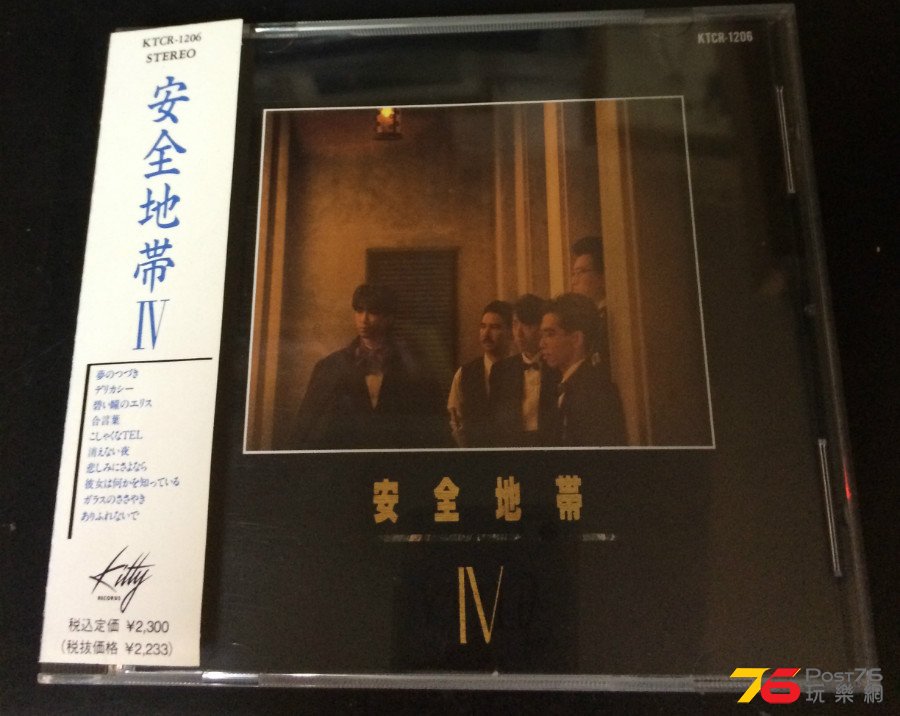 KTCR-1206
STEREO
安全地帯IV
夢のつづき
デリカシー
碧い瞳のエリス
合言葉
こしゃくなTEL
消えない夜
悲しみにさよなら
彼女は何かを知っている
ガラスのささやき
ありふれないで
Kitty
RECORDS
税込定価 ¥2,300
(税抜価格 ¥2,233)
KTCR-1206
安全地帯
IV
76 Post76
玩樂網